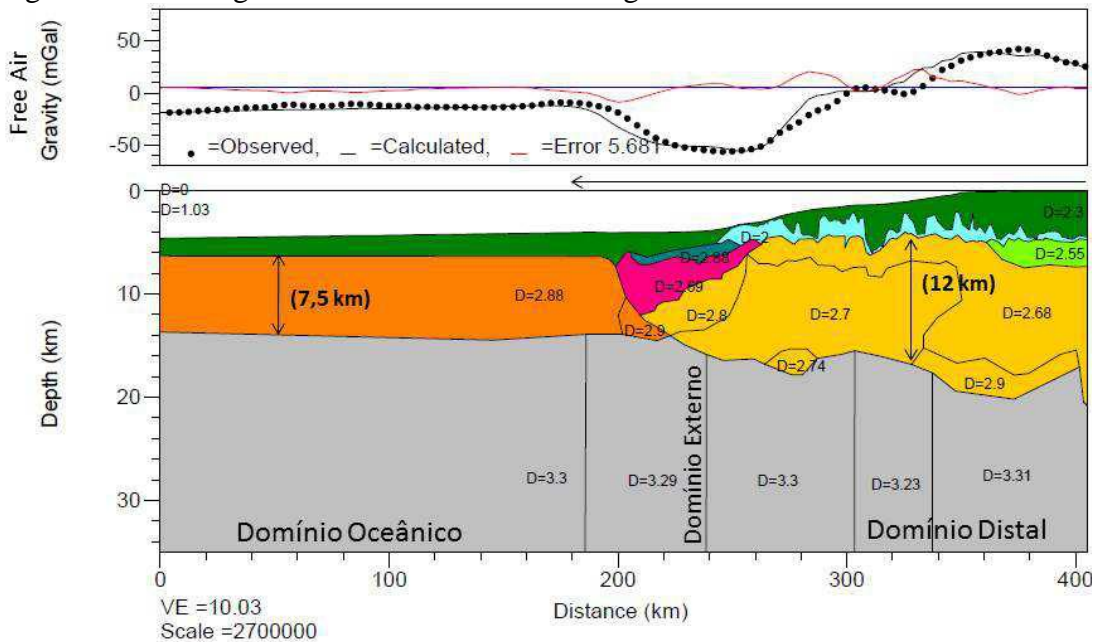 50
0
-50
Free Air
Gravity (mGal)
=Observed, =Calculated, =Error 5.681
0
10
20
30
Depth (km)
D=0
D=1.03
D=2.3
D=2
D=2.88
D=2.55
D=2.69
(7,5 km)
D=2.88
(12 km)
D=2.9
D=2.8
D=2.7
D=2.68
D=2.74
D=2.9
D=3.3
D=3.29
D=3.3
D=3.23
D=3.31
Domínio Externo
Domínio Oceânico
Domínio Distal
0 100 200 300 400
Distance (km)
VE =10.03
Scale =2700000